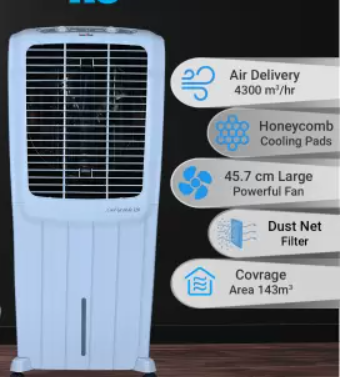 Air Delivery
4300 m³/hr
Honeycomb
Cooling Pads
45.7 cm Large
Powerful Fan
Dust Net
Filter
Covrage
Area 143m³